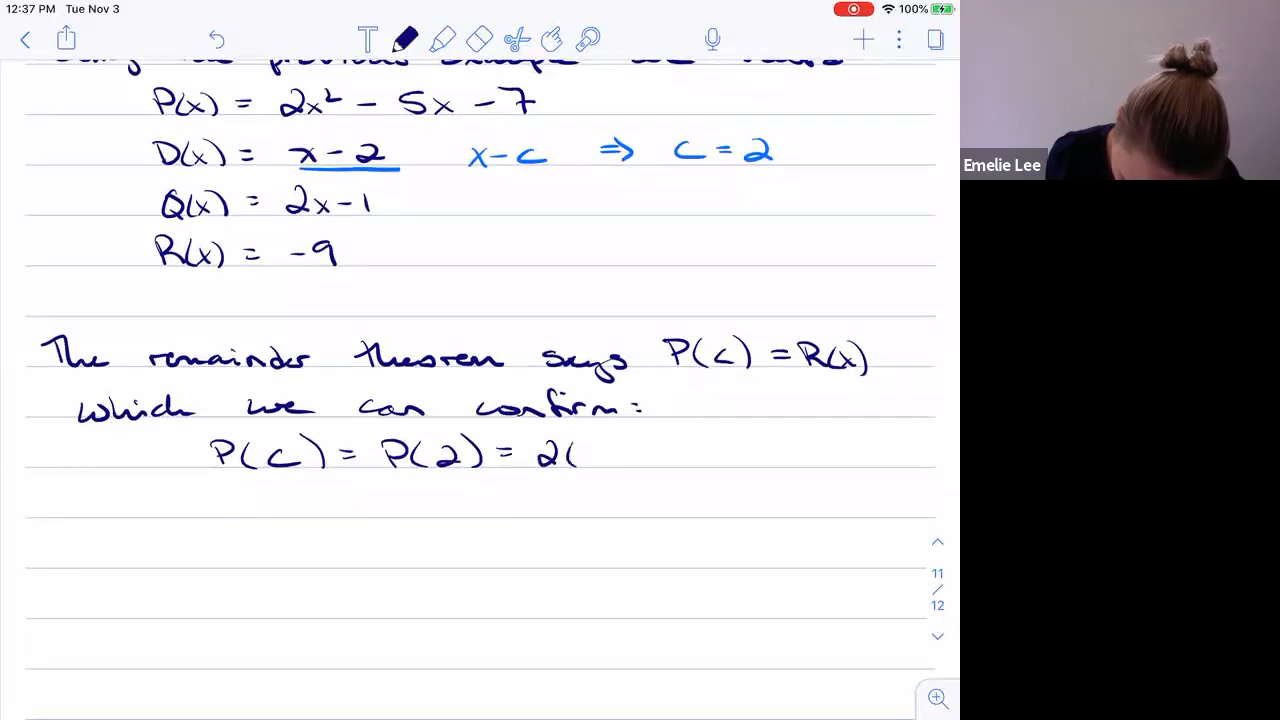 12:37 PM Tue Nov 3
100%
P(x) = 2x² - 5x - 7
D(x) = x - 2 x - c ⇒ c = 2
Q(x) = 2x - 1
R(x) = -9
The remainder theorem says P(c) = R(x)
which we can confirm:
P(c) = P(2) = 2(
11
/
12
Emelie Lee